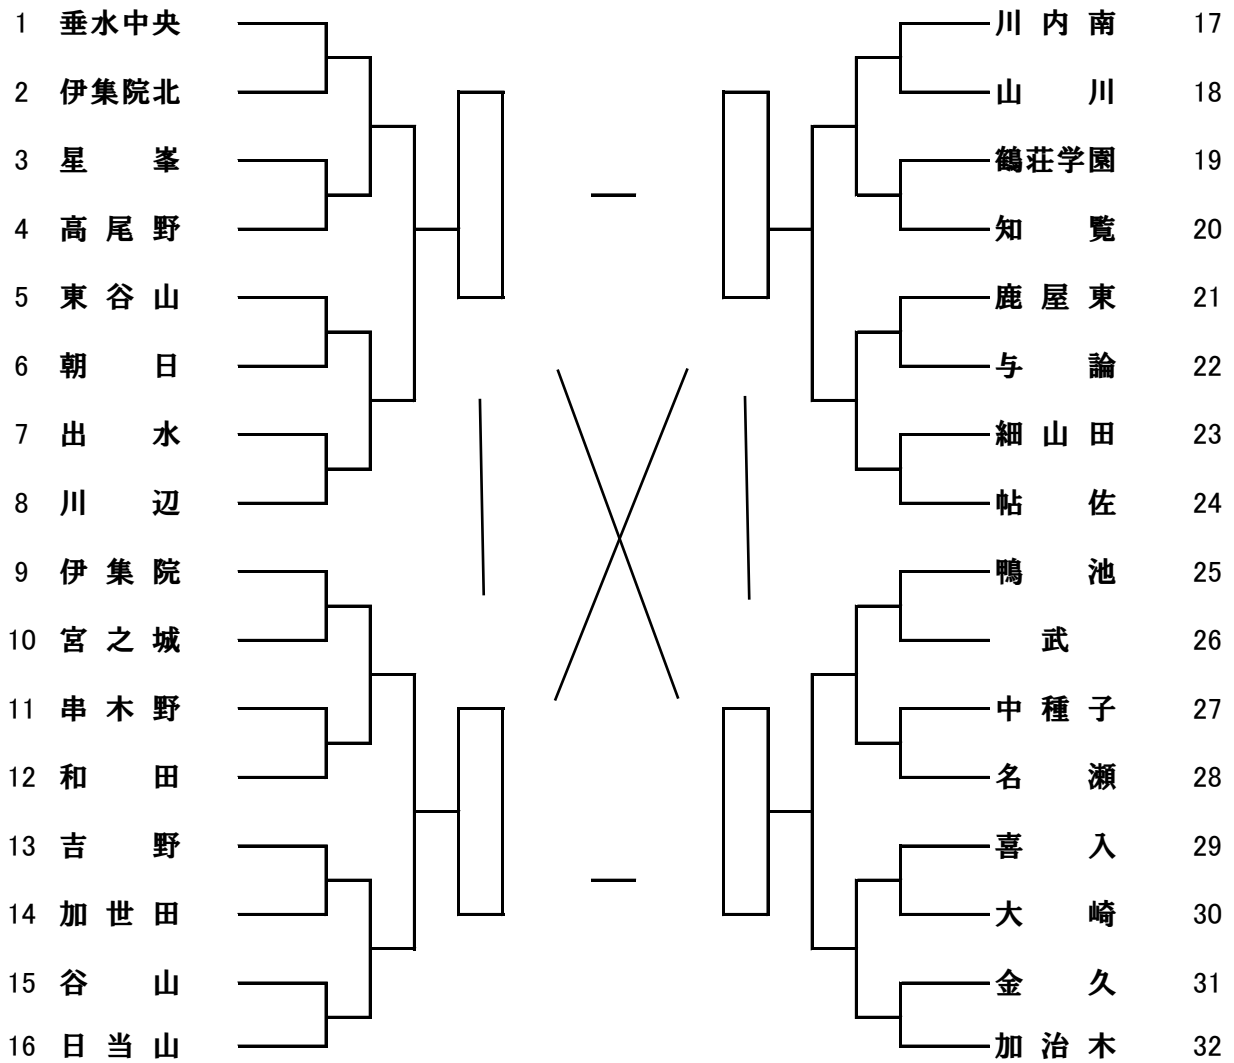 1 垂水中央
2 伊集院北
3 星峯
4 高尾野
5 東谷山
6 朝日
7 出水
8 川辺
9 伊集院
10 宮之城
11 串木野
12 和田
13 吉野
14 加世田
15 谷山
16 日当山
川内南 17
山川 18
鶴荘学園 19
知覧 20
鹿屋東 21
与論 22
細山田 23
帖佐 24
鴨池 25
武 26
中種子 27
名瀬 28
喜入 29
大崎 30
金久 31
加治木 32